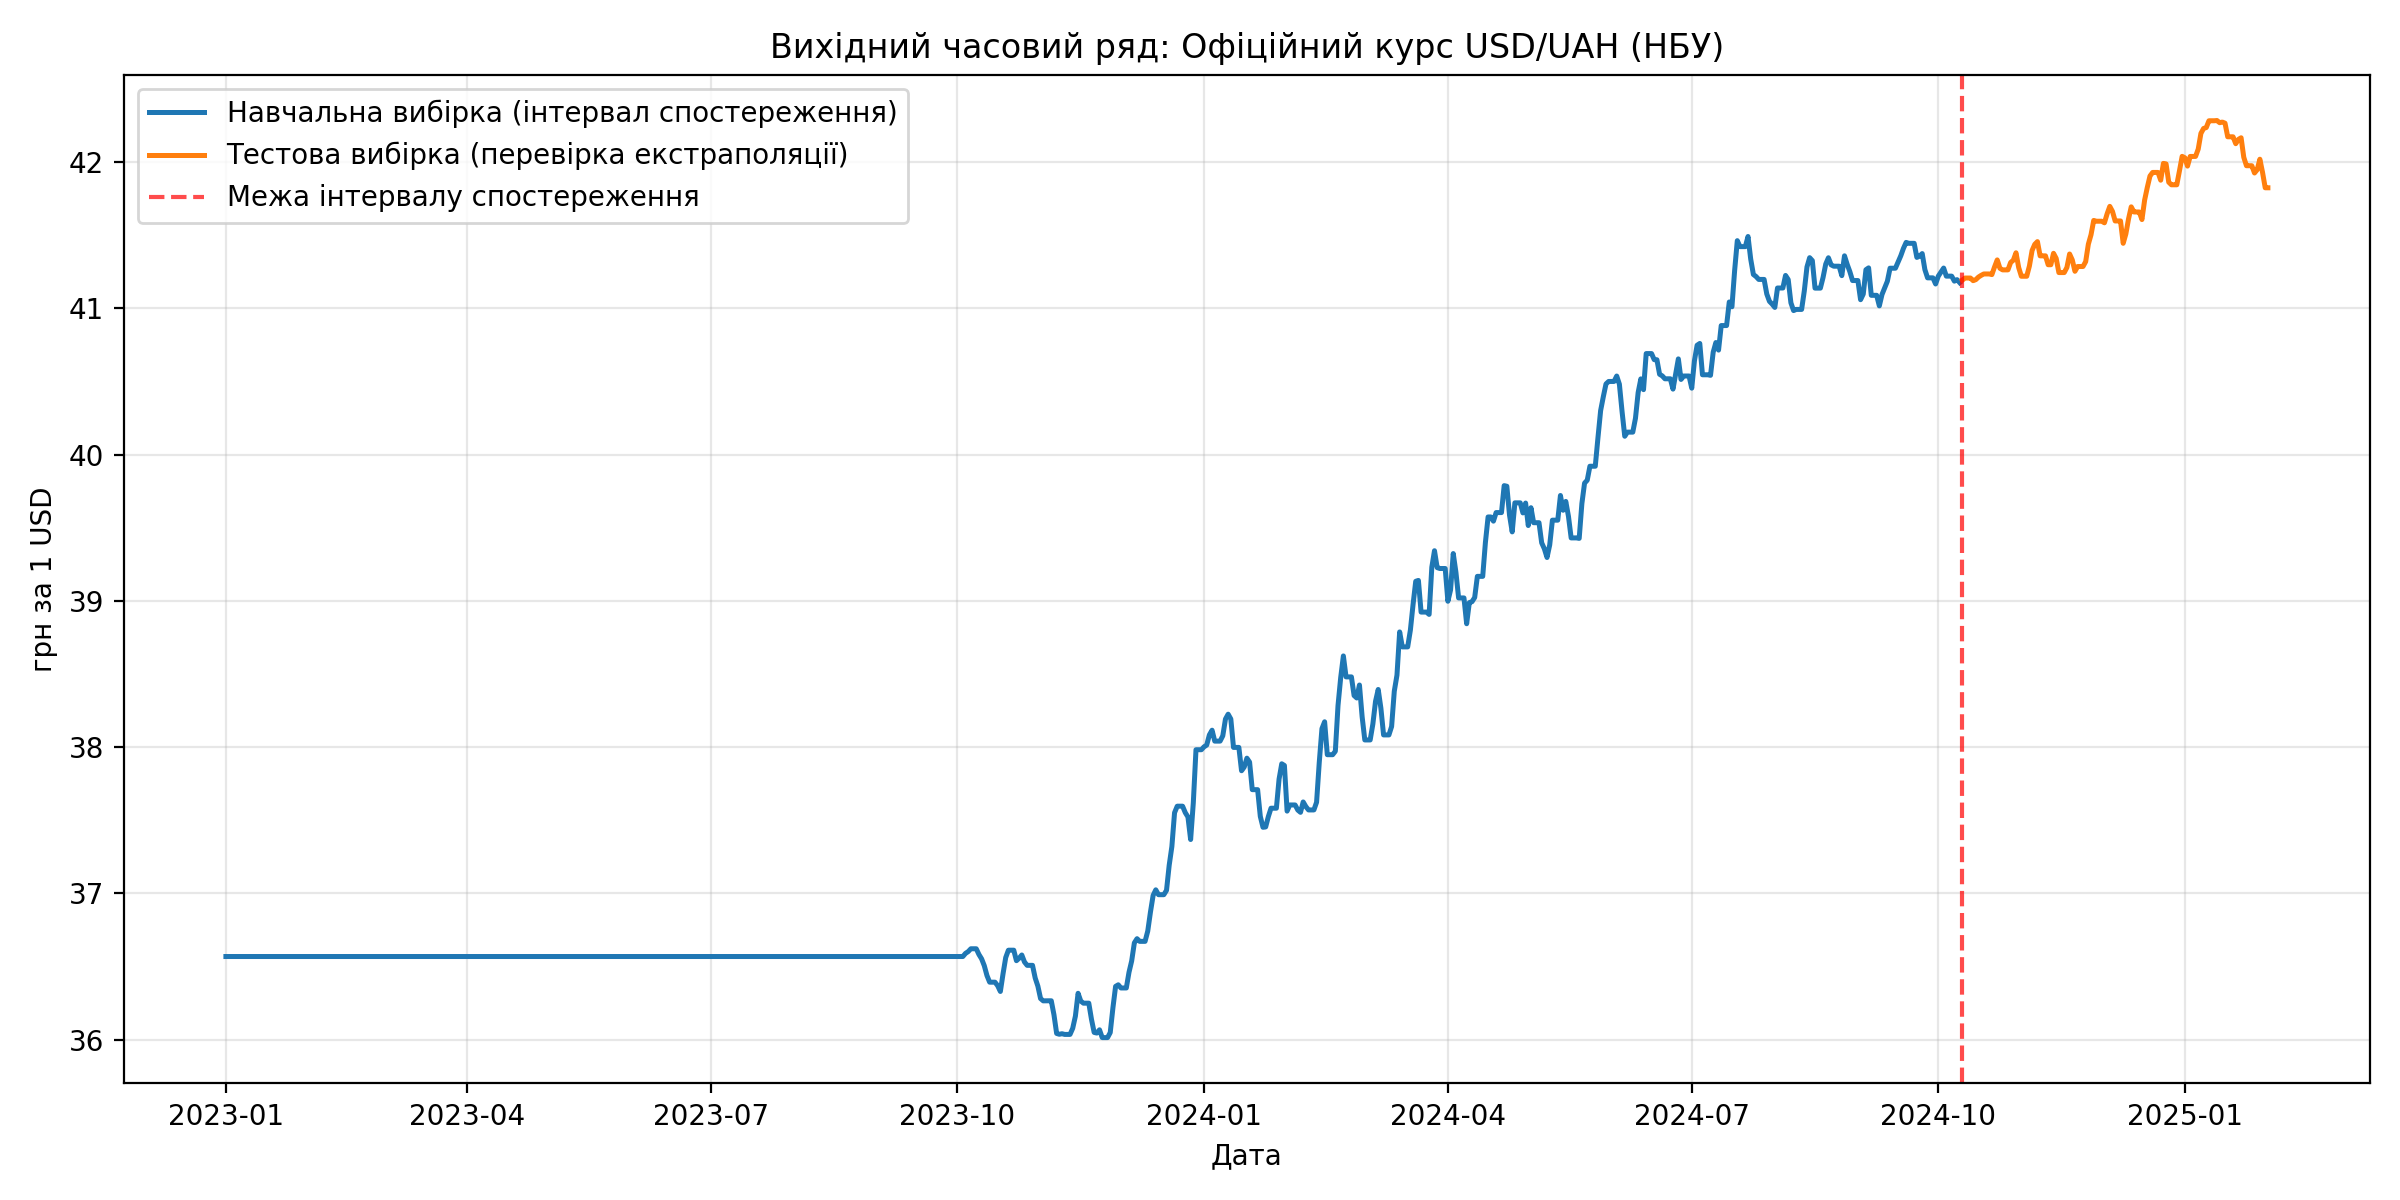 Вихідний часовий ряд: Офіційний курс USD/UAH (НБУ)
Навчальна вибірка (інтервал спостереження)
Тестова вибірка (перевірка екстраполяції)
Межа інтервалу спостереження
42
41
40
39
38
37
36
грн за 1 USD
2023-01 2023-04 2023-07 2023-10 2024-01 2024-04 2024-07 2024-10 2025-01
Дата